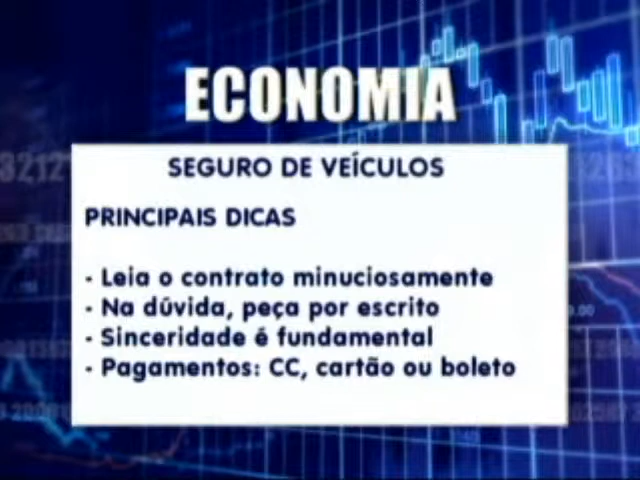 ECONOMIA
SEGURO DE VEÍCULOS
PRINCIPAIS DICAS
- Leia o contrato minuciosamente
- Na dúvida, peça por escrito
- Sinceridade é fundamental
- Pagamentos: CC, cartão ou boleto